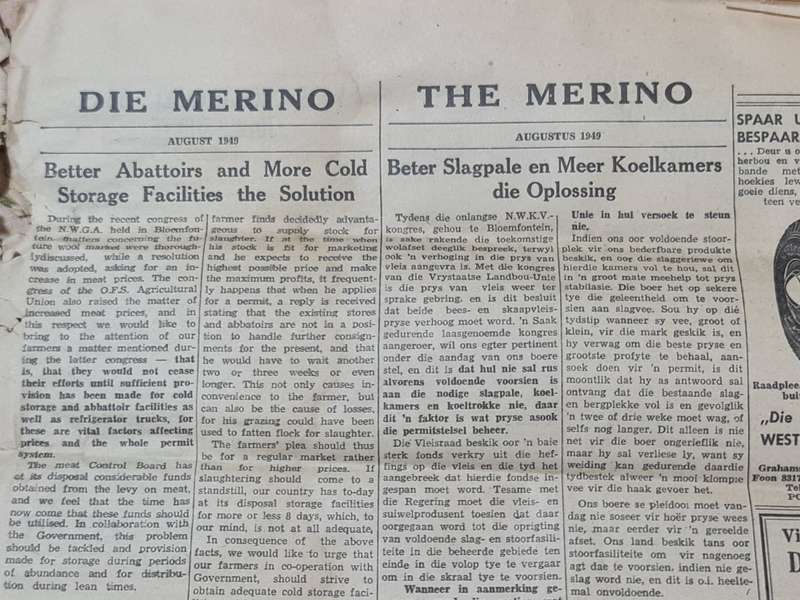 DIE MERINO
AUGUST 1949
Better Abattoirs and More Cold
Storage Facilities the Solution
During the recent congress of
the N.W.G.A. held in Bloemfon-
tein, matters concerning the fu-
ture wool market were thorough-
lydiscussed, while a resolution
was adopted, asking for an in-
crease in meat prices. The con-
gress of the O.F.S. Agricultural
Union also raised the matter of
increased meat prices, and in
this respect we would like to
bring to the attention of our
farmers a matter mentioned dur-
ing the latter congress — that
is, that they would not cease
their efforts until sufficient pro-
vision has been made for cold
storage and abbattoir facilities as
well as refrigerator trucks, for
these are vital factors affecting
prices and the whole permit
system.
The meat Control Board has
at its disposal considerable funds
obtained from the levy on meat,
and we feel that the time has
now come that these funds should
be utilised. In collaboration with
the Government, this problem
should be tackled and provision
made for storage during periods
of abundance and for distribu-
tion during lean times.
farmer finds decidedly advanta-
geous to supply stock for
slaughter. If at the time when
his stock is fit for marketing
and he expects to receive the
highest possible price and make
the maximum profits, it frequent-
ly happens that when he applies
for a permit, a reply is received
stating that the existing stores
and abbatoirs are not in a posi-
tion to handle further consign-
ments for the present, and that
he would have to wait another
two or three weeks or even
longer. This not only causes in-
convenience to the farmer, but
can also be the cause of losses,
for his grazing could have been
used to fatten flock for slaughter.
The farmers' plea should thus
be for a regular market rather
than for higher prices. If
slaughtering should come to a
standstill, our country has to-day
at its disposal storage facilities
for more or less 8 days, which, to
our mind, is not at all adequate,
In consequence of the above
facts, we would like to urge that
our farmers in co-operation with
Government, should strive to
obtain adequate cold storage faci-
THE MERINO
AUGUSTUS 1949
Beter Slagpale en Meer Koelkamers
die Oplossing
Tydens die onlangse N.W.K.V.-
kongres, gehou te Bloemfontein,
is sake rakende die toekomstige
wolafset deeglik bespreek, terwyl
ook 'n verhoging in die prys van
vleis aangevra is. Met die kongres
van die Vrystaatse Landbou-Unie
is die prys van vleis weer ter
sprake gebring, en is dit besluit
dat beide bees- en skaapvleis-
pryse verhoog moet word. 'n Saak
gedurende laasgenoemde kongres
aangeroer, wil ons egter pertinent
onder die aandag van ons boere
stel, en dit is dat hul nie sal rus
alvorens voldoende voorsien is
aan die nodige slagpale, koel-
kamers en koeltrokke nie, daar
dit 'n faktor is wat pryse asook
die permitstelsel beheer.
Die Vleisraad beskik oor 'n baie
sterk fonds verkry uit die hef-
fings op die vleis en die tyd het
aangebreek dat hierdie fondse in-
gespan moet word. Tesame met
die Regering moet die vleis- en
suiwelprodusent toesien dat daar
oorgegaan word tot die oprigting
van voldoende slag- en stoorfasili-
teite in die beheerde gebiede ten
einde in die volop tye te vergaar
om in die skraal tye te voorsien.
Wanneer in aanmerking ge-
Unie in hul versoek te steun
nie.
Indien ons oor voldoende stoor-
plek vir ons bederfbare produkte
beskik, en oor die slaggeriewe om
hierdie kamers vol te hou, sal dit
in 'n groot mate meehelp tot prys
stabilasie. Die boer het op sekere
tye die geleentheid om te voor-
sien aan slagvee. Sou hy op dié
tydstip wanneer sy vee, groot of
klein, vir die mark geskik is, en
hy verwag om die beste pryse en
grootste profyte te behaal, aan-
soek doen vir 'n permit, is dit
moontlik dat hy as antwoord sal
ontvang dat die bestaande slag-
en bergplekke vol is en gevolglik
'n twee of drie weke moet wag, of
selfs nog langer. Dit alleen is nie
net vir die boer ongerieflik nie,
maar hy sal verliese ly, want sy
weiding kan gedurende daardie
tydbestek alweer 'n mooi klompie
vee vir die haak gevoer het.
Ons boere se pleidooi moet van-
dag nie soseer vir hoër pryse wees
nie, maar eerder vir 'n gereelde
afset. Ons land beskik tans oor
stoorfasiliteite om vir nagenoeg
agt dae te voorsien. indien nie ge-
slag word nie, en dit is o.i. heelte-
mal onvoldoende.
SPAAR U
BESPAAR
... Deur u o
herbou en v
bande met
hoekies lew
goeie diens,
teen ve
Raadplee
bui
„Die
WEST
Grahams
Foon 8317
Tel
PO
Vi
D